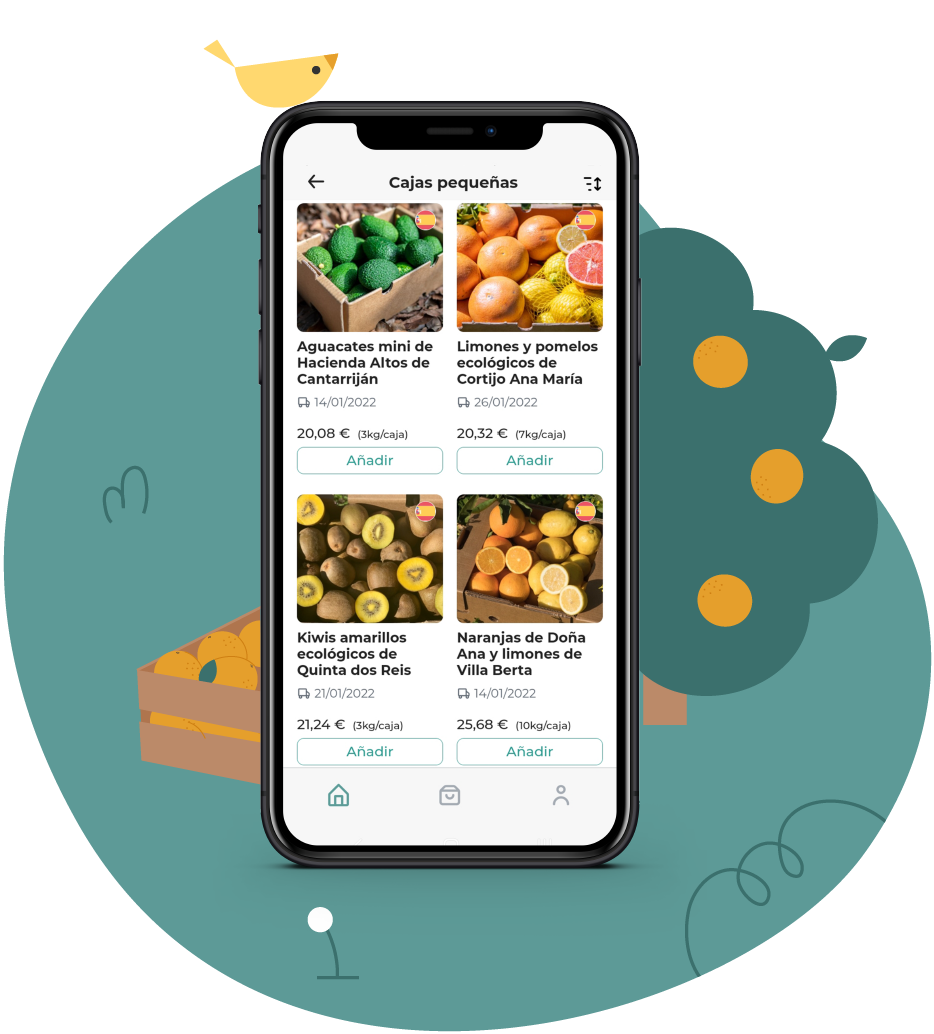 Cajas pequeñas
Aguacates mini de
Hacienda Altos de
Cantarriján
14/01/2022
20,08 € (3kg/caja)
Añadir
Limones y pomelos
ecológicos de
Cortijo Ana María
26/01/2022
20,32 € (7kg/caja)
Añadir
Kiwis amarillos
ecológicos de
Quinta dos Reis
21/01/2022
21,24 € (3kg/caja)
Añadir
Naranjas de Doña
Ana y limones de
Villa Berta
14/01/2022
25,68 € (10kg/caja)
Añadir